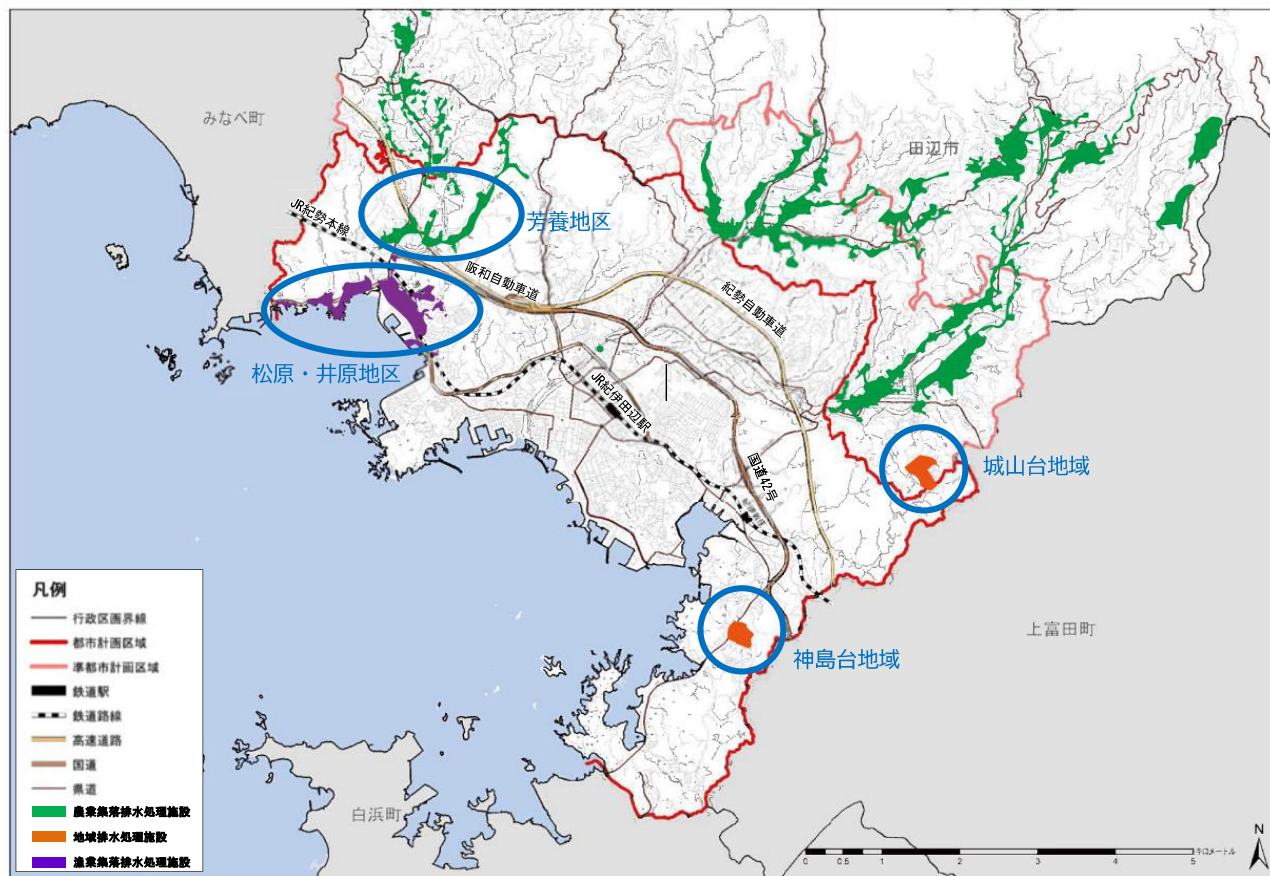 みなべ町
田辺市
芳養地区
JR紀勢本線
阪和自動車道
紀勢自動車道
松原・井原地区
JR紀伊田辺駅
国道42号
城山台地域
神島台地域
上富田町
白浜町
凡例
行政区画界線
都市計画区域
準都市計画区域
鉄道駅
鉄道路線
高速道路
国道
県道
農業集落排水処理施設
地域排水処理施設
漁業集落排水処理施設
N
キロメートル
0 0.5 1 2 3 4 5